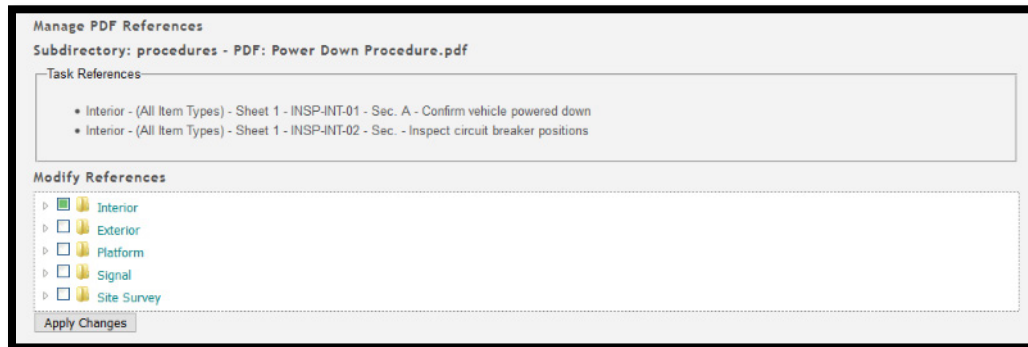 Manage PDF References
Subdirectory: procedures - PDF: Power Down Procedure.pdf
Task References
• Interior - (All Item Types) - Sheet 1 - INSP-INT-01 - Sec. A - Confirm vehicle powered down
• Interior - (All Item Types) - Sheet 1 - INSP-INT-02 - Sec. - Inspect circuit breaker positions
Modify References
Interior
Exterior
Platform
Signal
Site Survey
Apply Changes